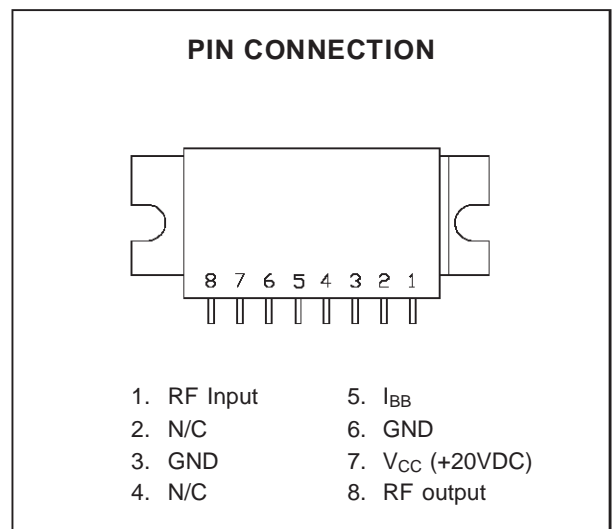 PIN CONNECTION
8 7 6 5 4 3 2 1
1. RF Input
2. N/C
3. GND
4. N/C
5. IBB
6. GND
7. VCC (+20VDC)
8. RF output